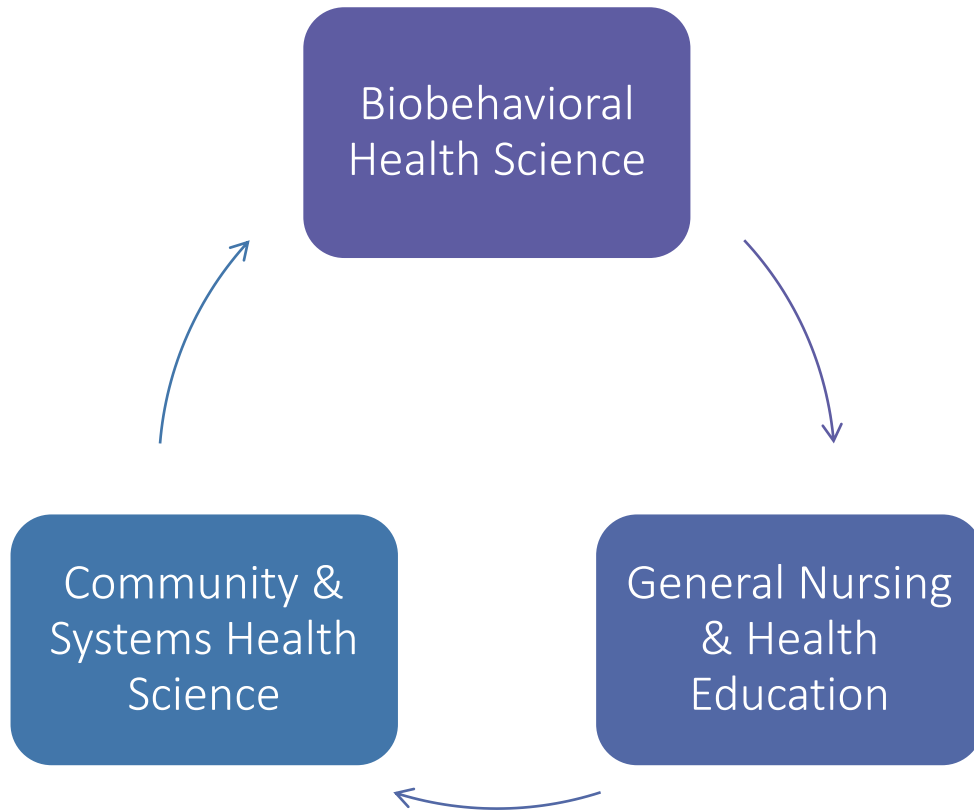 Biobehavioral
Health Science
Community &
Systems Health
Science
General Nursing
& Health
Education